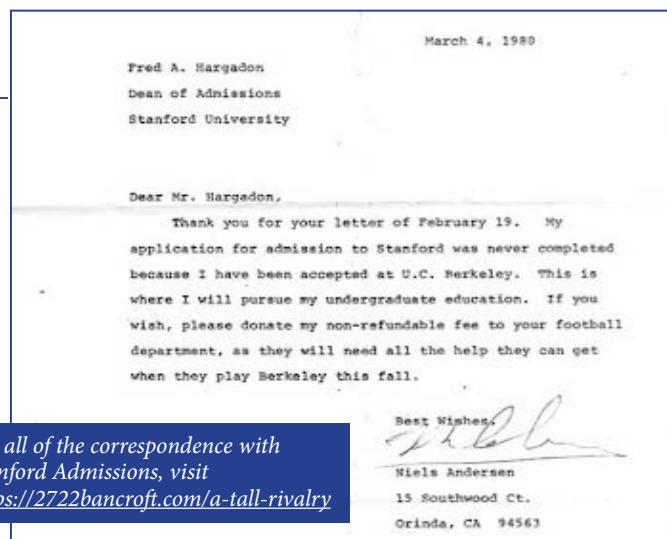 March 4, 1980
Fred A. Hargadon
Dean of Admissions
Stanford University
Dear Mr. Hargadon,
Thank you for your letter of February 19. My
application for admission to Stanford was never completed
because I have been accepted at U.C. Berkeley. This is
where I will pursue my undergraduate education. If you
wish, please donate my non-refundable fee to your football
department, as they will need all the help they can get
when they play Berkeley this fall.
Best Wishes,
Niels Andersen
15 Southwood Ct.
Orinda, CA 94563
all of the correspondence with
nford Admissions, visit
ps://2722bancroft.com/a-tall-rivalry